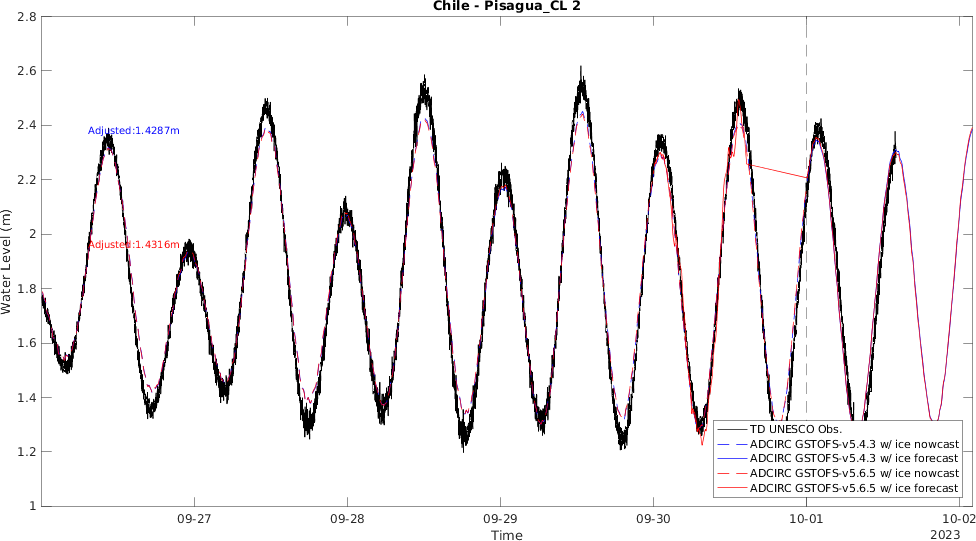 Chile - Pisagua_CL 2
2.8
2.6
2.4
2.2
2
1.8
1.6
1.4
1.2
1
Water Level (m)
Adjusted:1.4287m
Adjusted:1.4316m
TD UNESCO Obs.
ADCIRC GSTOFS-v5.4.3 w/ ice nowcast
ADCIRC GSTOFS-v5.4.3 w/ ice forecast
ADCIRC GSTOFS-v5.6.5 w/ ice nowcast
ADCIRC GSTOFS-v5.6.5 w/ ice forecast
09-27 09-28 09-29 09-30 10-01 10-02
Time
2023